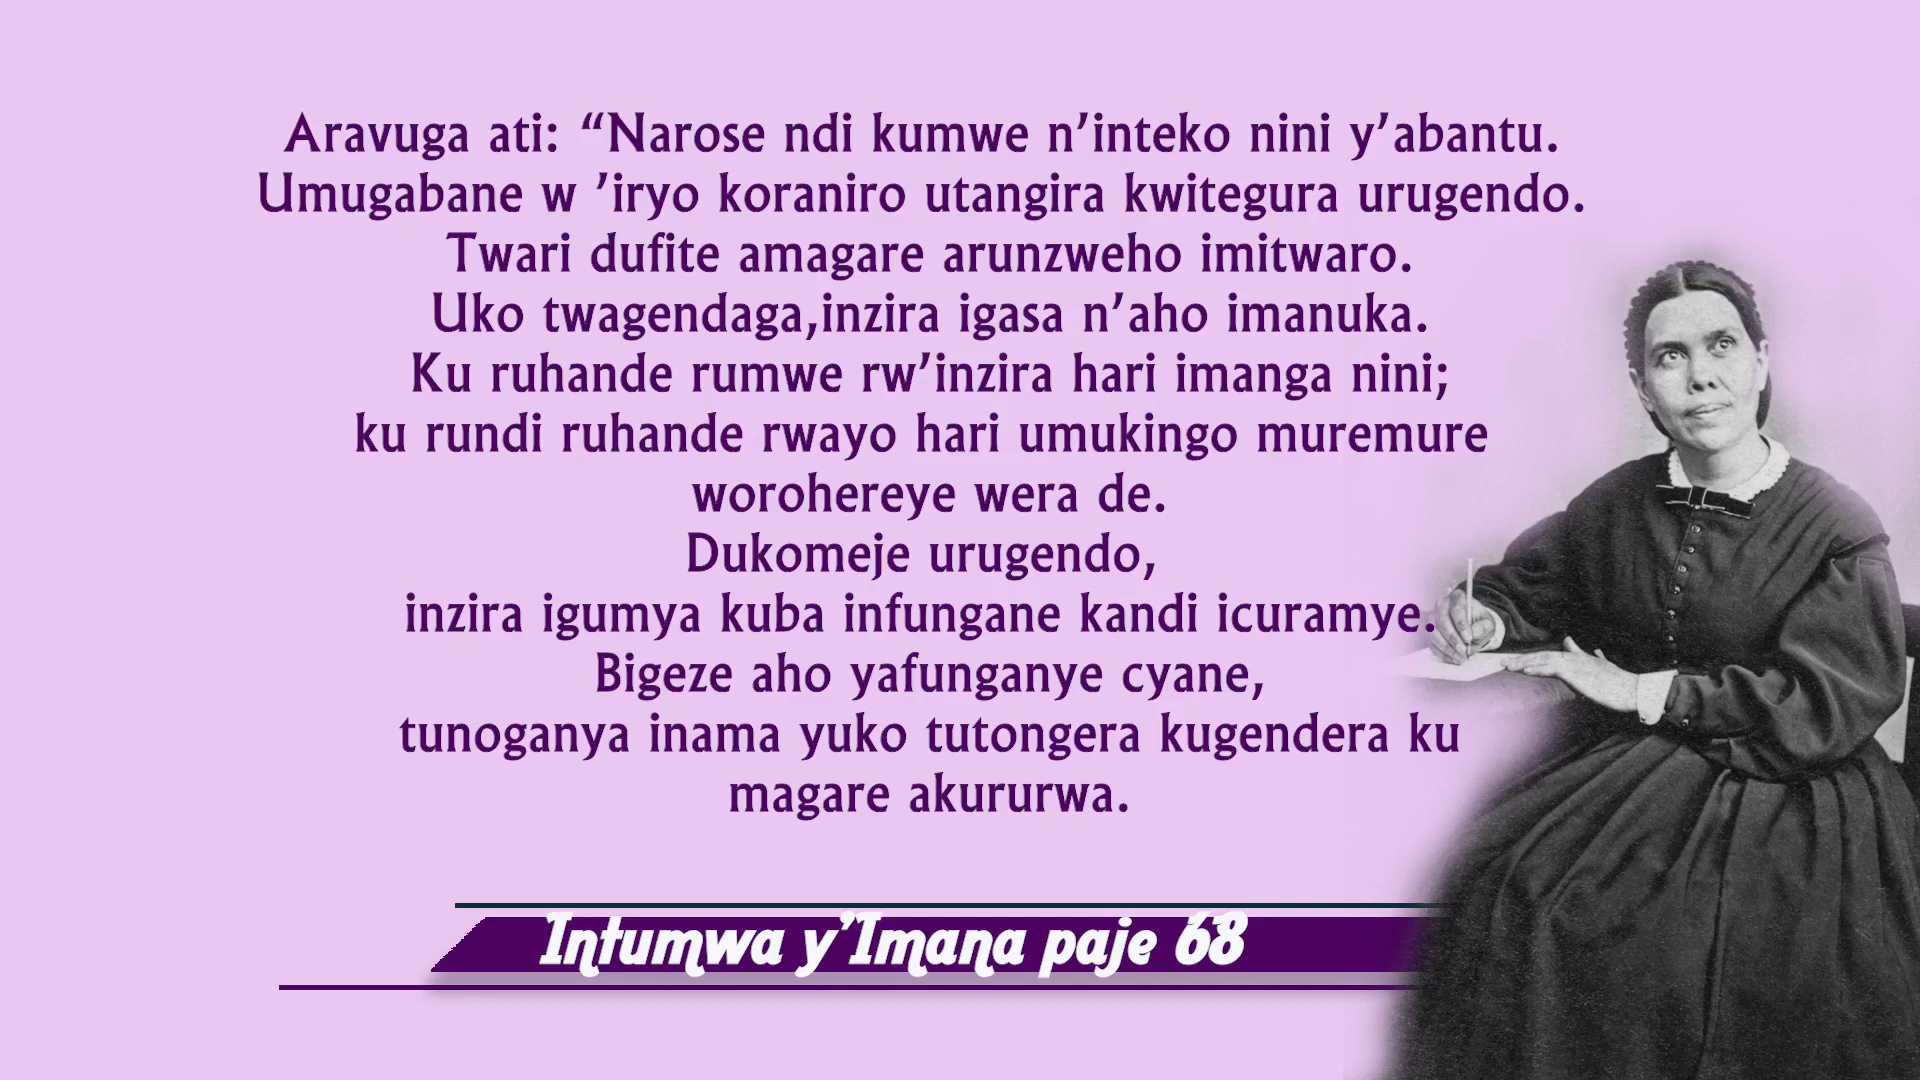 Aravuga ati: “Narose ndi kumwe n’inteko nini y’abantu.
Umugabane w ’iryo koraniro utangira kwitegura urugendo.
Twari dufite amagare arunzweho imitwaro.
Uko twagendaga,inzira igasa n’aho imanuka.
Ku ruhande rumwe rw’inzira hari imanga nini;
ku rundi ruhande rwayo hari umukingo muremure
worohereye wera de.
Dukomeje urugendo,
inzira igumya kuba infungane kandi icuramye.
Bigeze aho yafunganye cyane,
tunoganya inama yuko tutongera kugendera ku
magare akururwa.
Intumwa y’Imana paje 68